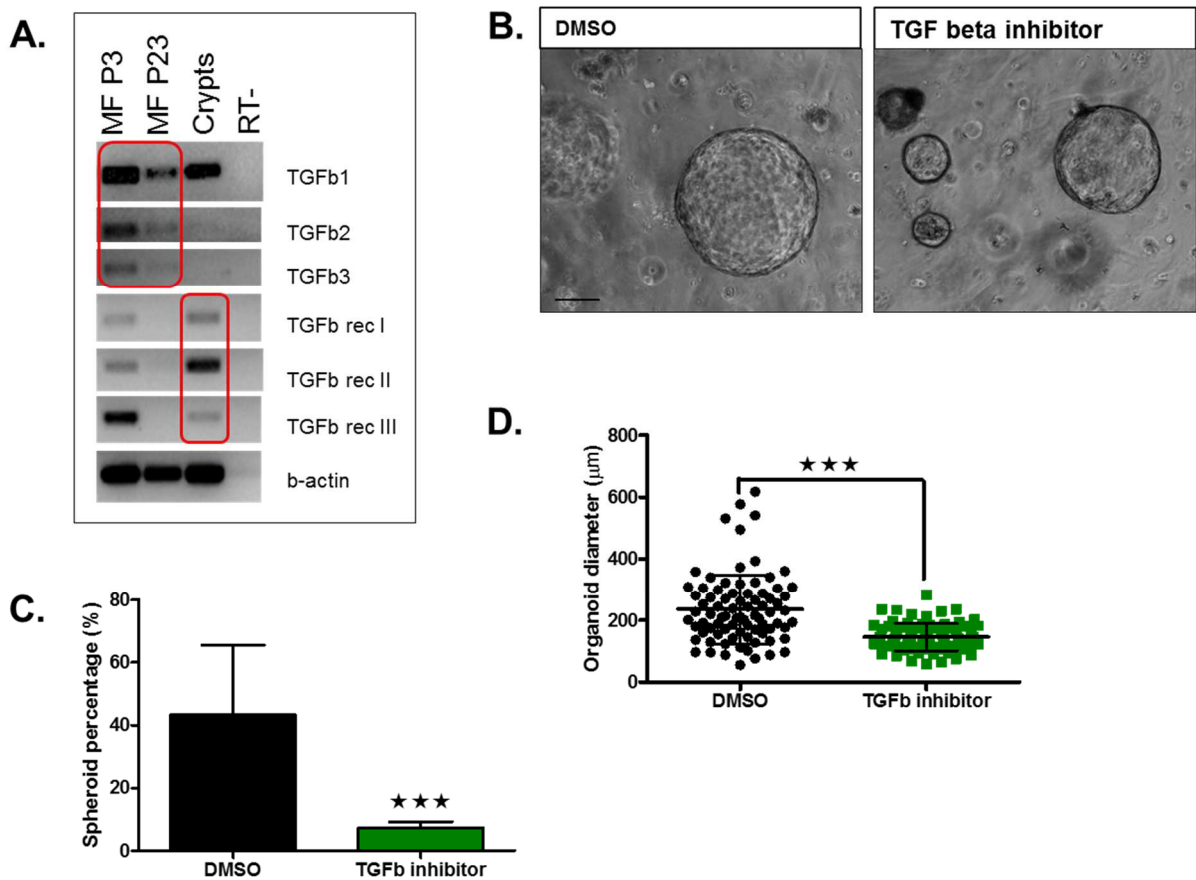 A.
MF P3
MF P23
Crypts
RT-
TGFb1
TGFb2
TGFb3
TGFb rec I
TGFb rec II
TGFb rec III
b-actin
B.
DMSO
TGF beta inhibitor
C.
Spheroid percentage (%)
80
60
40
20
0
★★★
DMSO
TGFb inhibitor
D.
Organoid diameter (μm)
800
600
400
200
0
★★★
DMSO
TGFb inhibitor